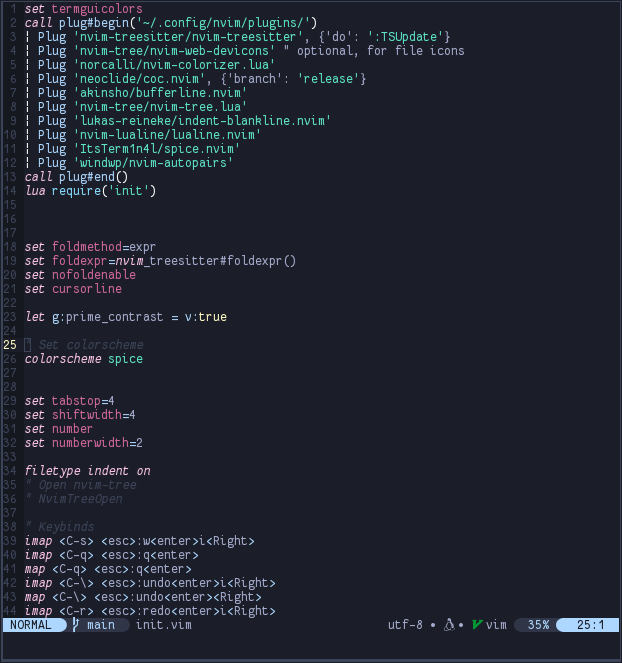 1 set termguicolors
2 call plug#begin('~/.config/nvim/plugins/')
3 | Plug 'nvim-treesitter/nvim-treesitter', {'do': ':TSUpdate'}
4 | Plug 'nvim-tree/nvim-web-devicons' " optional, for file icons
5 | Plug 'norcalli/nvim-colorizer.lua'
6 | Plug 'neoclide/coc.nvim', {'branch': 'release'}
7 | Plug 'akinsho/bufferline.nvim'
8 | Plug 'nvim-tree/nvim-tree.lua'
9 | Plug 'lukas-reineke/indent-blankline.nvim'
10 | Plug 'nvim-lualine/lualine.nvim'
11 | Plug 'ItsTerm1n4l/spice.nvim'
12 | Plug 'windwp/nvim-autopairs'
13 call plug#end()
14 lua require('init')
15
16
17
18 set foldmethod=expr
19 set foldexpr=nvim_treesitter#foldexpr()
20 set nofoldenable
21 set cursorline
22
23 let g:prime_contrast = v:true
24
25 " Set colorscheme
26 colorscheme spice
27
28
29 set tabstop=4
30 set shiftwidth=4
31 set number
32 set numberwidth=2
33
34 filetype indent on
35 " Open nvim-tree
36 " NvimTreeOpen
37
38 " Keybinds
39 imap <C-s> <esc>:w<enter>i<Right>
40 imap <C-q> <esc>:q<enter>
41 map <C-q> <esc>:q<enter>
42 imap <C-\> <esc>:undo<enter>i<Right>
43 map <C-\> <esc>:undo<enter><Right>
44 imap <C-r> <esc>:redo<enter>i<Right>
NORMAL main init.vim utf-8 • • vim 35% 25:1